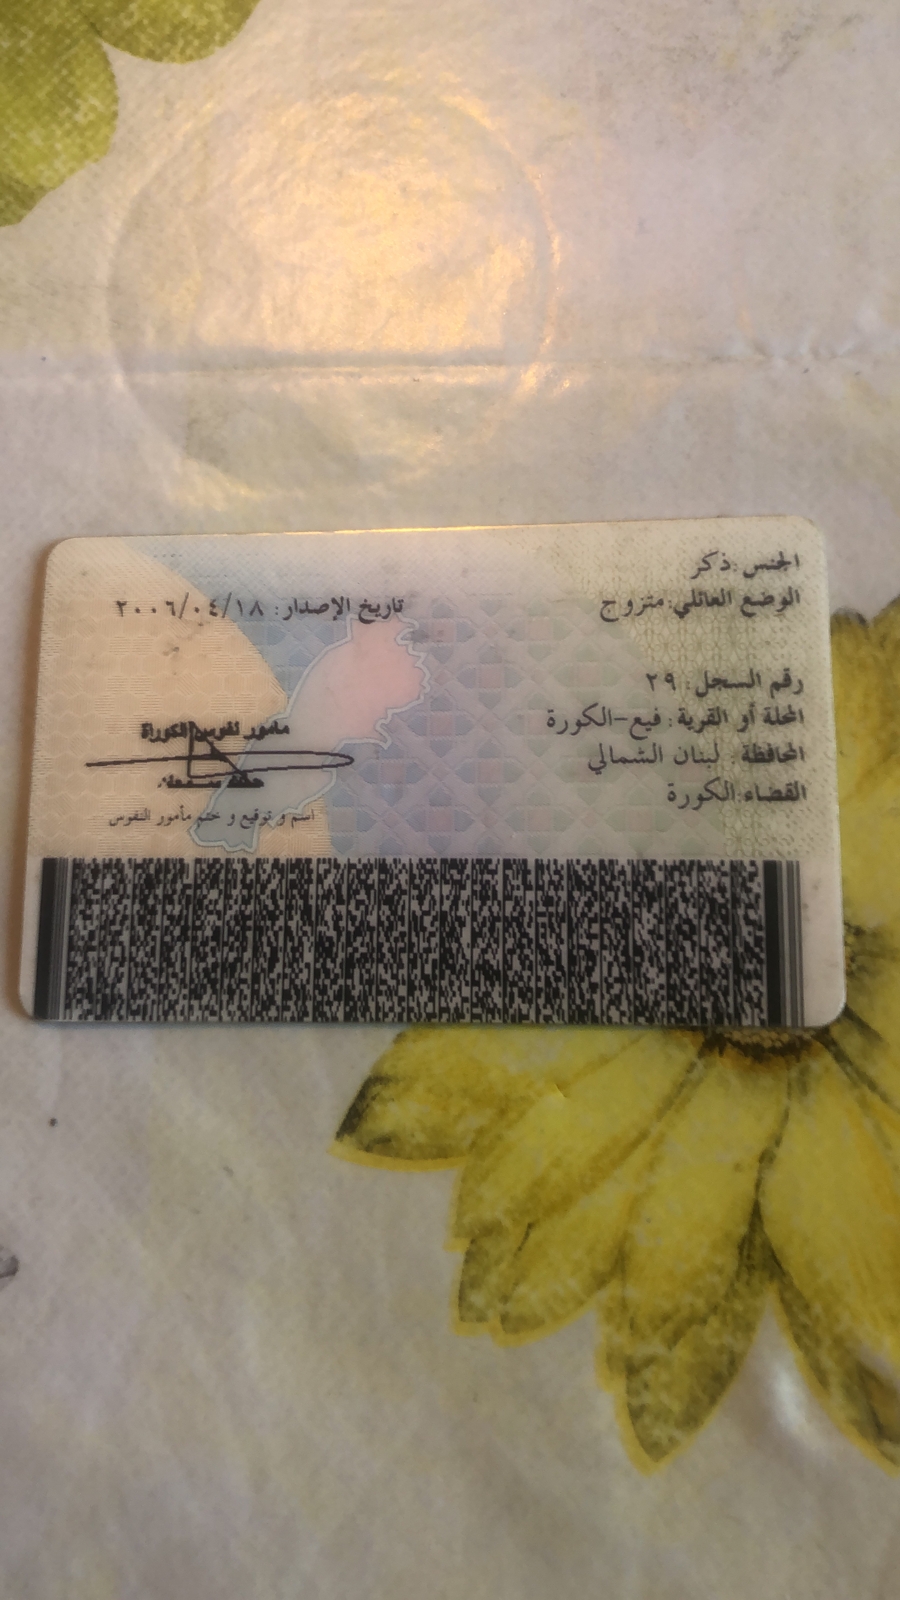 الجنس: ذكر
الوضع العائلي: متزوج
تاريخ الإصدار: ٢٠٠٦/٠٤/١٨
رقم السجل: ٢٩
المحلة أو القرية: فيع-الكورة
المحافظة: لبنان الشمالي
القضاء: الكورة
مأمور نفوس الكورة
اسم و توقيع و ختم مأمور النفوس